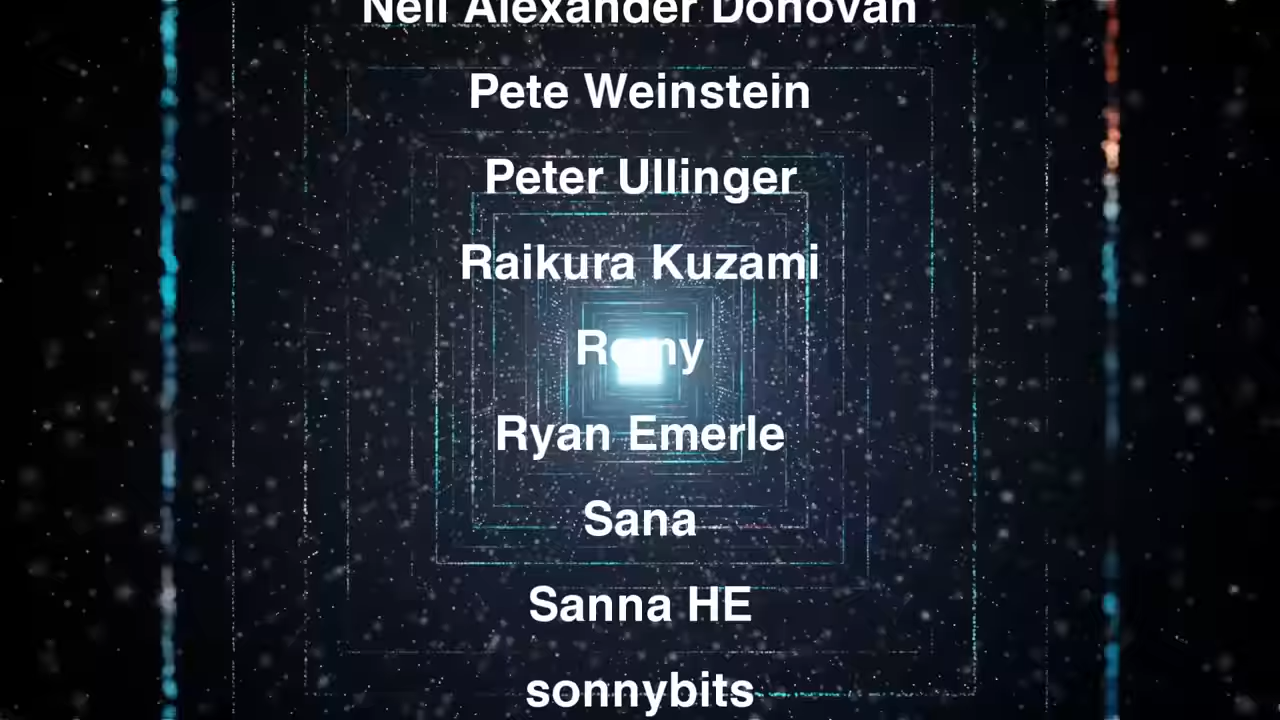 Neil Alexander Donovan
Pete Weinstein
Peter Ullinger
Raikura Kuzami
Ryan Emerle
Sana
Sanna HE
sonnybits